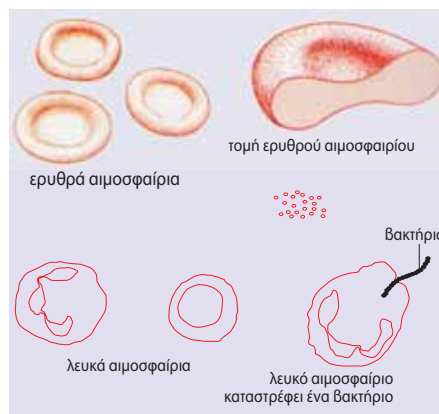 τομή ερυθρού αιμοσφαιρίου
ερυθρά αιμοσφαίρια
βακτήριο
λευκά αιμοσφαίρια
λευκό αιμοσφαίριο
καταστρέφει ένα βακτήριο